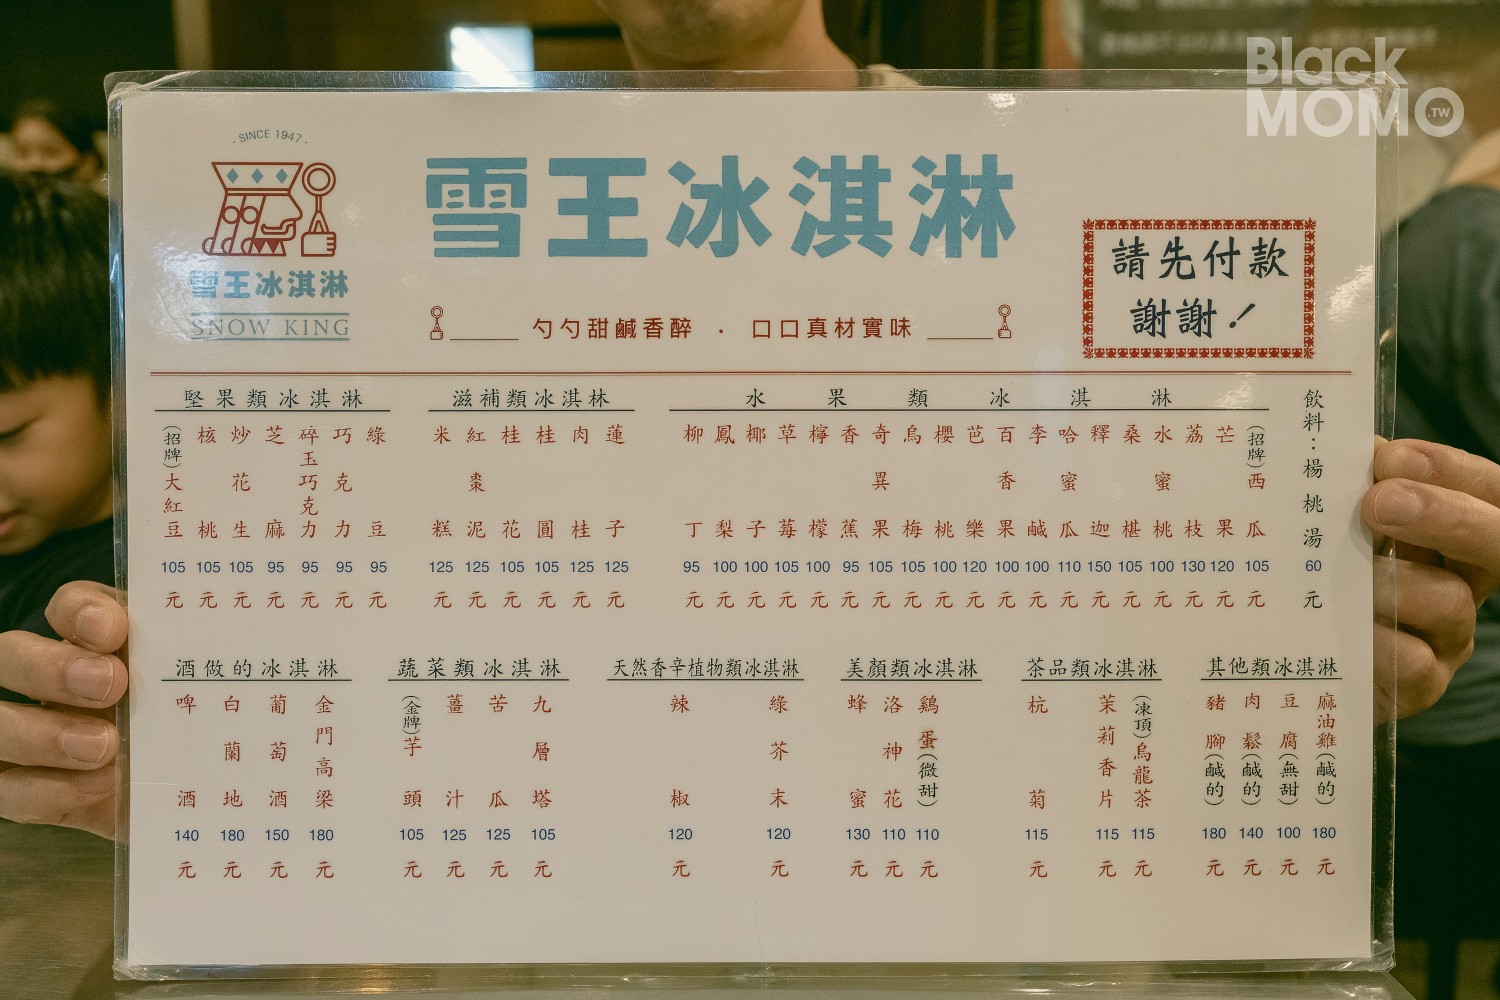 Black
MOMO
.TW
- SINCE 1947 -
雪王冰淇淋
SNOW KING
雪王冰淇淋
勺勺甜鹹香醉 · 口口真材實味
請先付款
謝謝!
堅果類冰淇淋
(招牌)大紅豆 105元
核桃 105元
炒花生 105元
芝麻 95元
碎玉巧克力 95元
巧克力 95元
綠豆 95元
滋補類冰淇林
米糕 125元
紅棗泥 125元
桂花 105元
桂圓 105元
肉桂 125元
蓮子 125元
水果類冰淇淋
柳丁 95元
鳳梨 100元
椰子 100元
草莓 105元
檸檬 100元
香蕉 95元
奇異果 105元
烏梅 105元
櫻桃 100元
芭樂 120元
百香果 100元
李鹹 100元
哈蜜瓜 110元
釋迦 150元
桑椹 105元
水蜜桃 100元
荔枝 130元
芒果 120元
(招牌)西瓜 105元
飲料:楊桃湯 60元
酒做的冰淇淋
啤酒 140元
白蘭地 180元
葡萄酒 150元
金門高粱 180元
蔬菜類冰淇淋
(金牌)芋頭 105元
薑汁 125元
苦瓜 125元
九層塔 105元
天然香辛植物類冰淇淋
辣椒 120元
綠芥末 120元
美顏類冰淇淋
蜂蜜 130元
洛神花 110元
鷄蛋(微甜) 110元
茶品類冰淇淋
杭菊 115元
茉莉香片 115元
(凍頂)烏龍茶 115元
其他類冰淇淋
豬腳(鹹的) 180元
肉鬆(鹹的) 140元
豆腐(無甜) 100元
麻油雞(鹹的) 180元